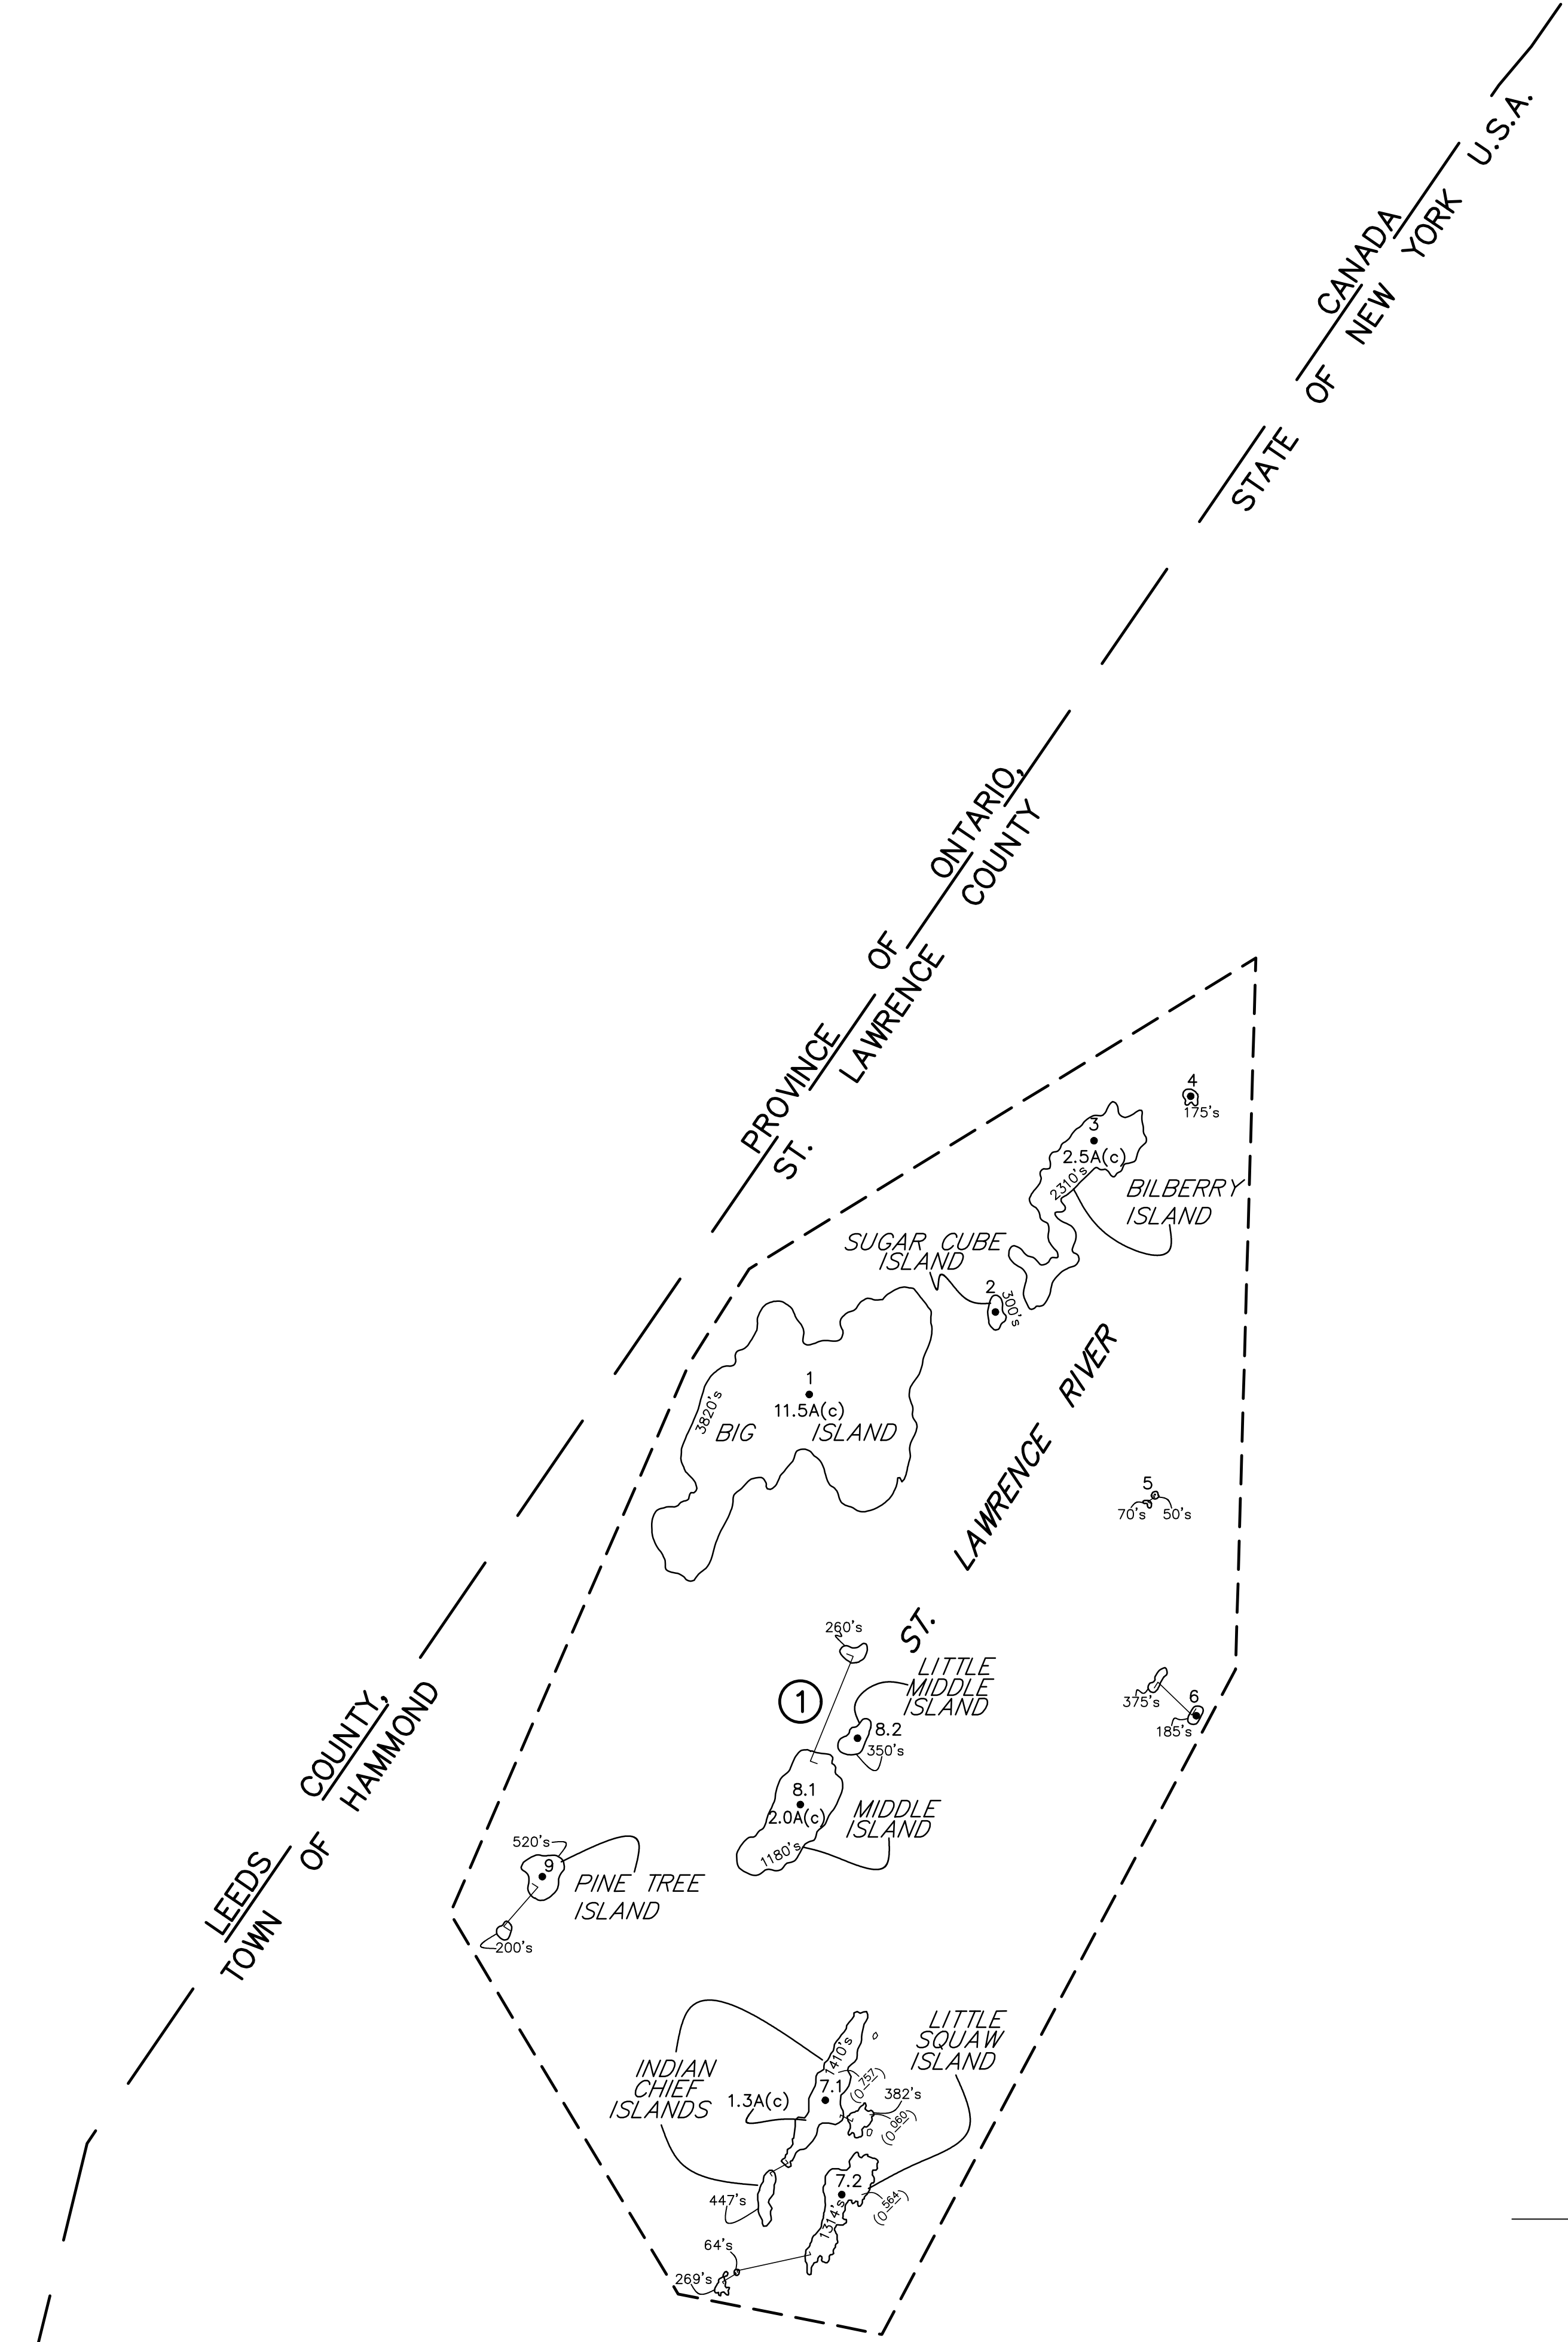 CANADA
U.S.A.
STATE OF NEW YORK
PROVINCE OF ONTARIO,
ST. LAWRENCE COUNTY
LEEDS COUNTY,
TOWN OF HAMMOND
4
175's
3
2.5A(c)
2310's
BILBERRY
ISLAND
SUGAR CUBE
ISLAND
2
300's
1
11.5A(c)
3820's
BIG ISLAND
ST. LAWRENCE RIVER
5
70's
50's
260's
1
LITTLE
MIDDLE
ISLAND
8.2
350's
375's
6
185's
8.1
2.0A(c)
1180's
MIDDLE
ISLAND
520's
9
PINE TREE
ISLAND
200's
INDIAN
CHIEF
ISLANDS
1410's
7.1
(0.757)
1.3A(c)
382's
(0.060)
LITTLE
SQUAW
ISLAND
7.2
(0.564)
1314's
447's
64's
269's